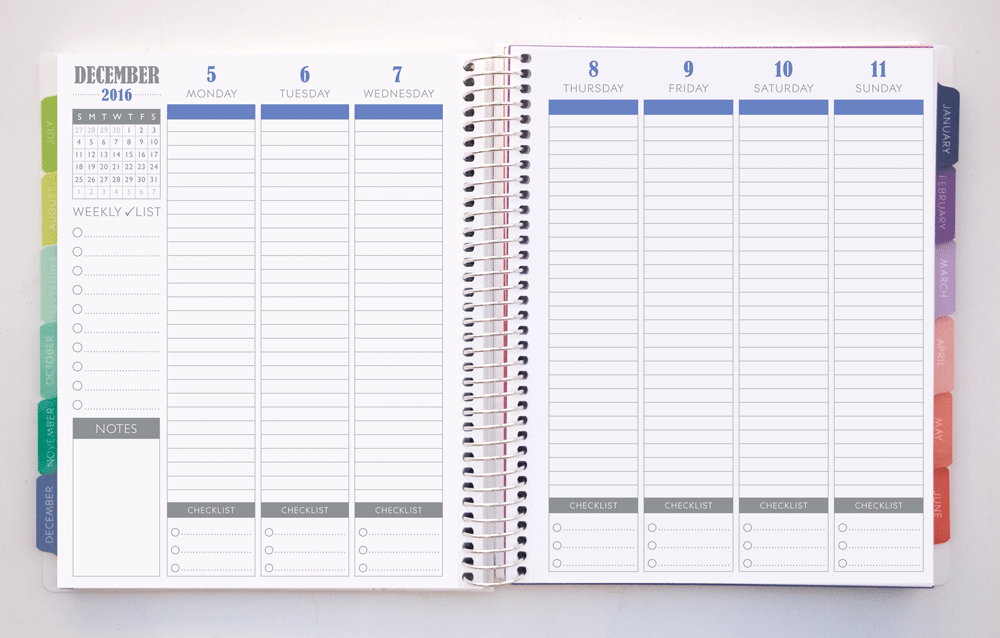 DECEMBER
2016
S M T W T F S
27 28 29 30 1 2 3
4 5 6 7 8 9 10
11 12 13 14 15 16 17
18 19 20 21 22 23 24
25 26 27 28 29 30 31
1 2 3 4 5 6 7
WEEKLY ✓LIST
NOTES
5
MONDAY
CHECKLIST
6
TUESDAY
CHECKLIST
7
WEDNESDAY
CHECKLIST
8
THURSDAY
CHECKLIST
9
FRIDAY
CHECKLIST
10
SATURDAY
CHECKLIST
11
SUNDAY
CHECKLIST
JULY
AUGUST
OCTOBER
NOVEMBER
DECEMBER
JANUARY
FEBRUARY
MARCH
APRIL
MAY
JUNE